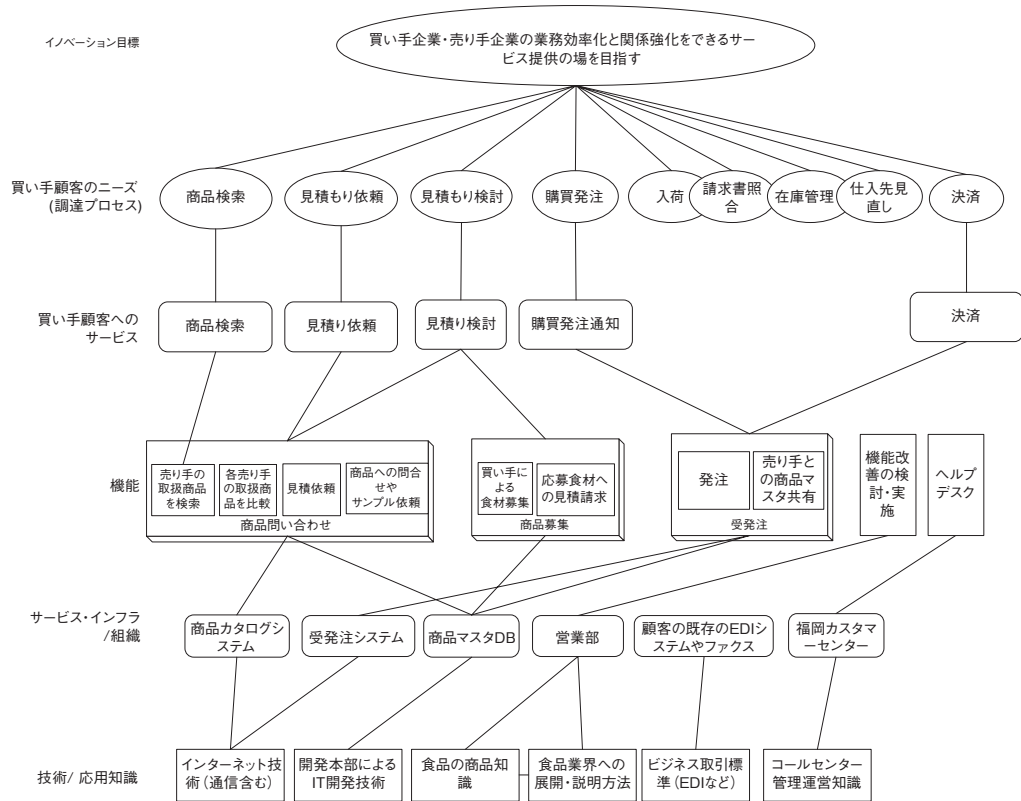 イノベーション目標
買い手企業・売り手企業の業務効率化と関係強化をできるサー
ビス提供の場を目指す
買い手顧客のニーズ
(調達プロセス)
商品検索
見積もり依頼
見積もり検討
購買発注
入荷
請求書照
合
在庫管理
仕入先見
直し
決済
買い手顧客への
サービス
商品検索
見積り依頼
見積り検討
購買発注通知
決済
機能
売り手の
取扱商品
を検索
各売り手
の取扱商
品を比較
見積依頼
商品への問合
せや
サンプル依頼
商品問い合わせ
買い手に
よる
食材募集
応募食材へ
の見積請求
商品募集
発注
売り手と
の商品マ
スタ共有
受発注
機能改
善の検
討・実
施
ヘルプ
デスク
サービス・インフラ
/組織
商品カタログシ
ステム
受発注システム
商品マスタDB
営業部
顧客の既存のEDIシ
ステムやファクス
福岡カスタマ
ーセンター
技術/ 応用知識
インターネット技
術（通信含む）
開発本部による
IT開発技術
食品の商品知
識
食品業界への
展開・説明方法
ビジネス取引標
準（EDIなど）
コールセンター
管理運営知識